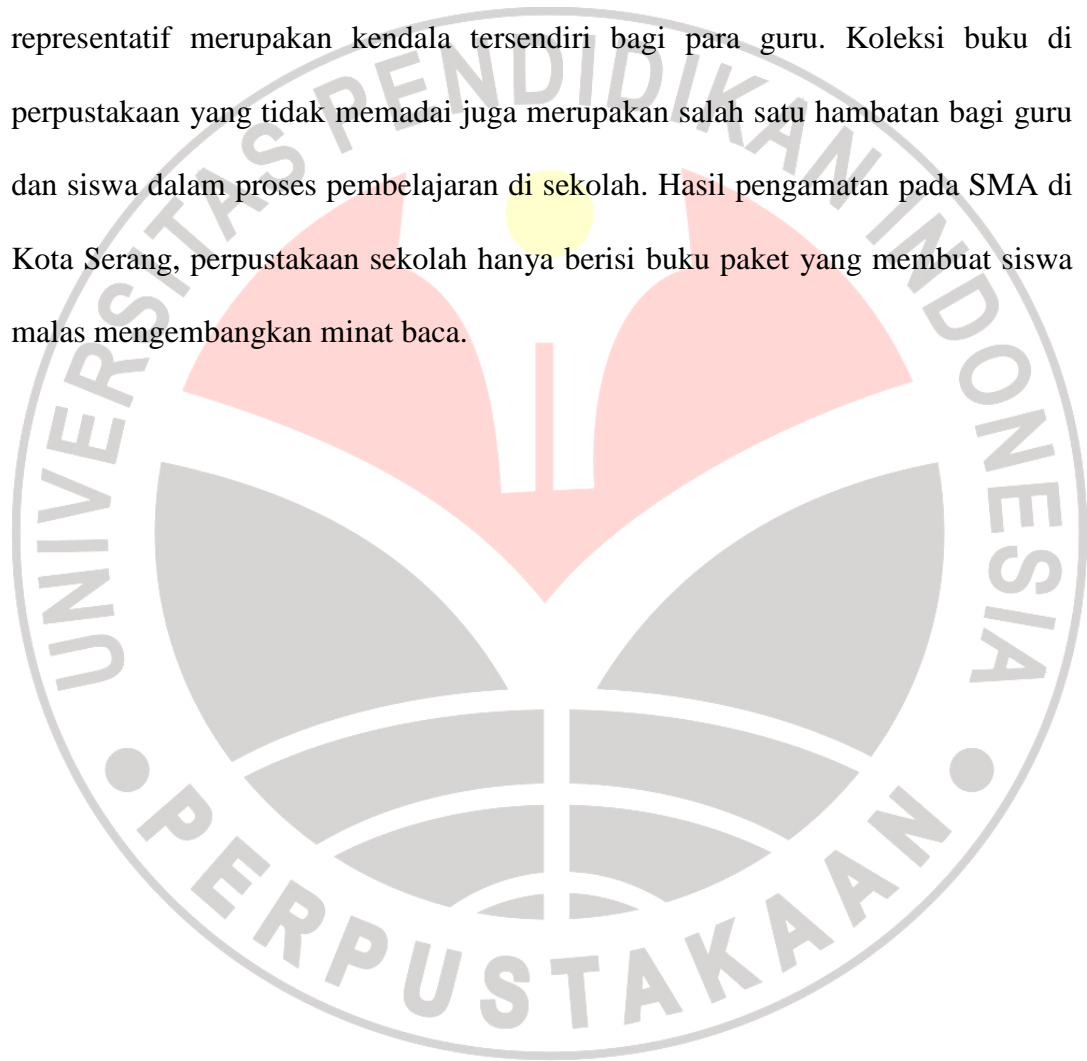 representatif merupakan kendala tersendiri bagi para guru. Koleksi buku di
perpustakaan yang tidak memadai juga merupakan salah satu hambatan bagi guru
dan siswa dalam proses pembelajaran di sekolah. Hasil pengamatan pada SMA di
Kota Serang, perpustakaan sekolah hanya berisi buku paket yang membuat siswa
malas mengembangkan minat baca.
UNIVERSITAS PENDIDIKAN INDONESIA
PERPUSTAKAAN